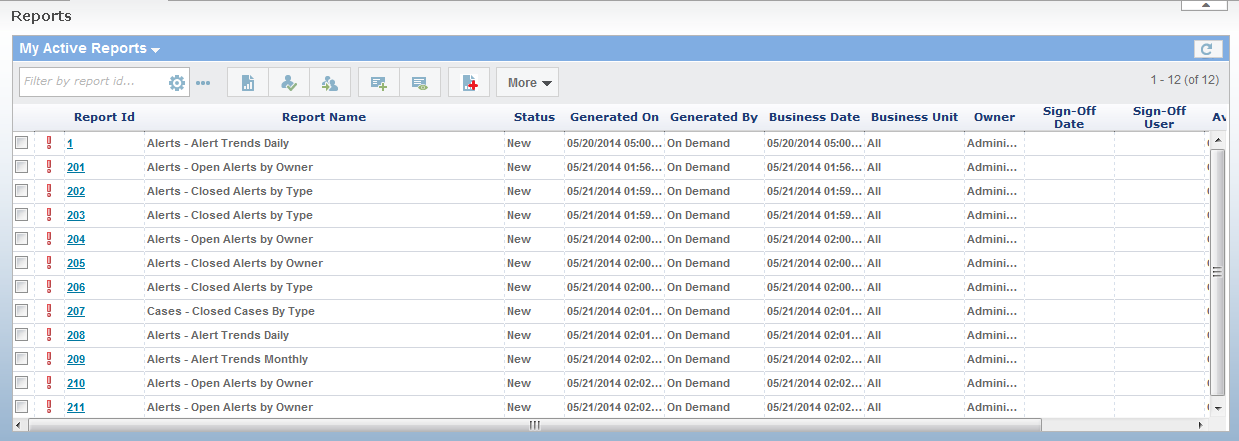 Reports
My Active Reports
Filter by report id... More 1 - 12 (of 12)
Report Id Report Name Status Generated On Generated By Business Date Business Unit Owner Sign-Off Date Sign-Off User Av
1 Alerts - Alert Trends Daily New 05/20/2014 05:00... On Demand 05/20/2014 05:00... All Admini...
201 Alerts - Open Alerts by Owner New 05/21/2014 01:56... On Demand 05/21/2014 01:56... All Admini...
202 Alerts - Closed Alerts by Type New 05/21/2014 01:59... On Demand 05/21/2014 01:59... All Admini...
203 Alerts - Closed Alerts by Type New 05/21/2014 01:59... On Demand 05/21/2014 01:59... All Admini...
204 Alerts - Open Alerts by Owner New 05/21/2014 02:00... On Demand 05/21/2014 02:00... All Admini...
205 Alerts - Closed Alerts by Owner New 05/21/2014 02:00... On Demand 05/21/2014 02:00... All Admini...
206 Alerts - Closed Alerts by Type New 05/21/2014 02:00... On Demand 05/21/2014 02:00... All Admini...
207 Cases - Closed Cases By Type New 05/21/2014 02:01... On Demand 05/21/2014 02:01... All Admini...
208 Alerts - Alert Trends Daily New 05/21/2014 02:01... On Demand 05/21/2014 02:01... All Admini...
209 Alerts - Alert Trends Monthly New 05/21/2014 02:02... On Demand 05/21/2014 02:02... All Admini...
210 Alerts - Open Alerts by Owner New 05/21/2014 02:02... On Demand 05/21/2014 02:02... All Admini...
211 Alerts - Open Alerts by Owner New 05/21/2014 02:02... On Demand 05/21/2014 02:02... All Admini...